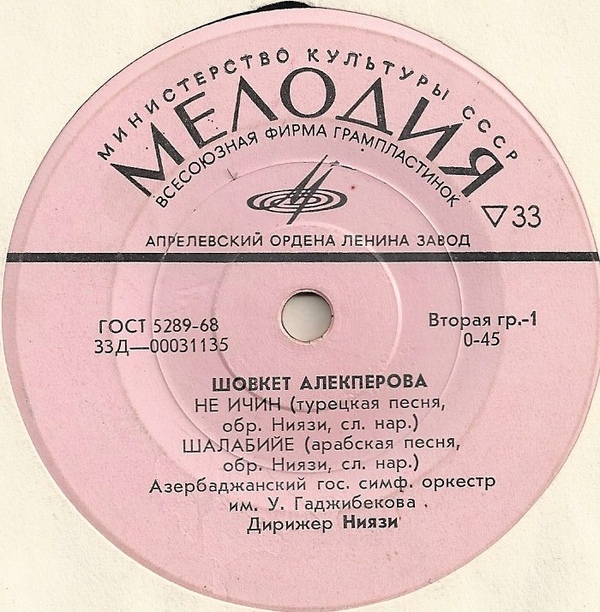 МИНИСТЕРСТВО КУЛЬТУРЫ СССР
МЕЛОДИЯ
ВСЕСОЮЗНАЯ ФИРМА ГРАМПЛАСТИНОК
▽33
АПРЕЛЕВСКИЙ ОРДЕНА ЛЕНИНА ЗАВОД
ГОСТ 5289-68
Вторая гр.-1
33Д—00031135
0-45
ШОВКЕТ АЛЕКПЕРОВА
НЕ ИЧИН (турецкая песня,
обр. Ниязи, сл. нар.)
ШАЛАБИЙЕ (арабская песня,
обр. Ниязи, сл. нар.)
Азербаджанский гос. симф. оркестр
им. У. Гаджибекова
Дирижер Ниязи